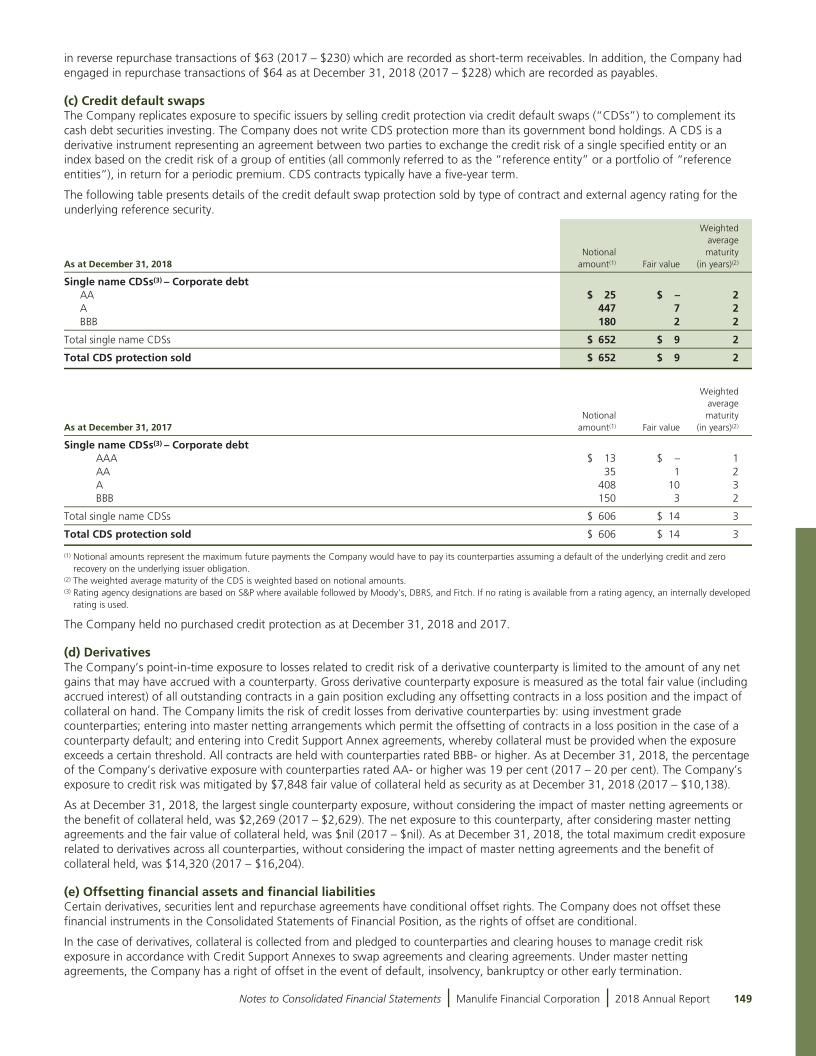 in reverse repurchase transactions of $63 (2017 – $230) which are recorded as short-term receivables. In addition, the Company had
engaged in repurchase transactions of $64 as at December 31, 2018 (2017 – $228) which are recorded as payables.
(c) Credit default swaps
The Company replicates exposure to specific issuers by selling credit protection via credit default swaps (“CDSs”) to complement its
cash debt securities investing. The Company does not write CDS protection more than its government bond holdings. A CDS is a
derivative instrument representing an agreement between two parties to exchange the credit risk of a single specified entity or an
index based on the credit risk of a group of entities (all commonly referred to as the “reference entity” or a portfolio of “reference
entities”), in return for a periodic premium. CDS contracts typically have a five-year term.
The following table presents details of the credit default swap protection sold by type of contract and external agency rating for the
underlying reference security.
Weighted
average
Notional maturity
As at December 31, 2018 amount(1) Fair value (in years)(2)
Single name CDSs(3) – Corporate debt
AA $ 25 $ – 2
A 447 7 2
BBB 180 2 2
Total single name CDSs $ 652 $ 9 2
Total CDS protection sold $ 652 $ 9 2
Weighted
average
Notional maturity
As at December 31, 2017 amount(1) Fair value (in years)(2)
Single name CDSs(3) – Corporate debt
AAA $ 13 $ – 1
AA 35 1 2
A 408 10 3
BBB 150 3 2
Total single name CDSs $ 606 $ 14 3
Total CDS protection sold $ 606 $ 14 3
(1) Notional amounts represent the maximum future payments the Company would have to pay its counterparties assuming a default of the underlying credit and zero
recovery on the underlying issuer obligation.
(2) The weighted average maturity of the CDS is weighted based on notional amounts.
(3) Rating agency designations are based on S&P where available followed by Moody’s, DBRS, and Fitch. If no rating is available from a rating agency, an internally developed
rating is used.
The Company held no purchased credit protection as at December 31, 2018 and 2017.
(d) Derivatives
The Company’s point-in-time exposure to losses related to credit risk of a derivative counterparty is limited to the amount of any net
gains that may have accrued with a counterparty. Gross derivative counterparty exposure is measured as the total fair value (including
accrued interest) of all outstanding contracts in a gain position excluding any offsetting contracts in a loss position and the impact of
collateral on hand. The Company limits the risk of credit losses from derivative counterparties by: using investment grade
counterparties; entering into master netting arrangements which permit the offsetting of contracts in a loss position in the case of a
counterparty default; and entering into Credit Support Annex agreements, whereby collateral must be provided when the exposure
exceeds a certain threshold. All contracts are held with counterparties rated BBB- or higher. As at December 31, 2018, the percentage
of the Company’s derivative exposure with counterparties rated AA- or higher was 19 per cent (2017 – 20 per cent). The Company’s
exposure to credit risk was mitigated by $7,848 fair value of collateral held as security as at December 31, 2018 (2017 – $10,138).
As at December 31, 2018, the largest single counterparty exposure, without considering the impact of master netting agreements or
the benefit of collateral held, was $2,269 (2017 – $2,629). The net exposure to this counterparty, after considering master netting
agreements and the fair value of collateral held, was $nil (2017 – $nil). As at December 31, 2018, the total maximum credit exposure
related to derivatives across all counterparties, without considering the impact of master netting agreements and the benefit of
collateral held, was $14,320 (2017 – $16,204).
(e) Offsetting financial assets and financial liabilities
Certain derivatives, securities lent and repurchase agreements have conditional offset rights. The Company does not offset these
financial instruments in the Consolidated Statements of Financial Position, as the rights of offset are conditional.
In the case of derivatives, collateral is collected from and pledged to counterparties and clearing houses to manage credit risk
exposure in accordance with Credit Support Annexes to swap agreements and clearing agreements. Under master netting
agreements, the Company has a right of offset in the event of default, insolvency, bankruptcy or other early termination.
Notes to Consolidated Financial Statements | Manulife Financial Corporation | 2018 Annual Report 149